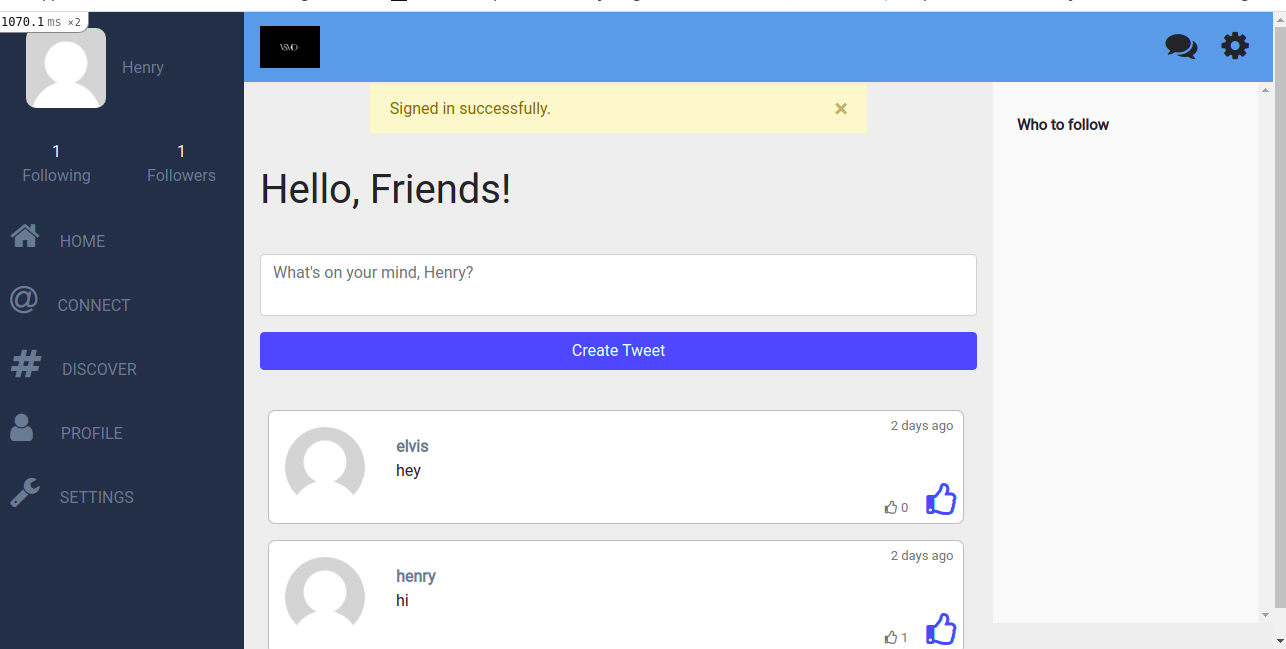 1070.1 ms ×2
Henry
1 1
Following Followers
HOME
@ CONNECT
# DISCOVER
PROFILE
SETTINGS
Signed in successfully. ×
Hello, Friends!
What's on your mind, Henry?
Create Tweet
2 days ago
elvis
hey
0
2 days ago
henry
hi
1
Who to follow